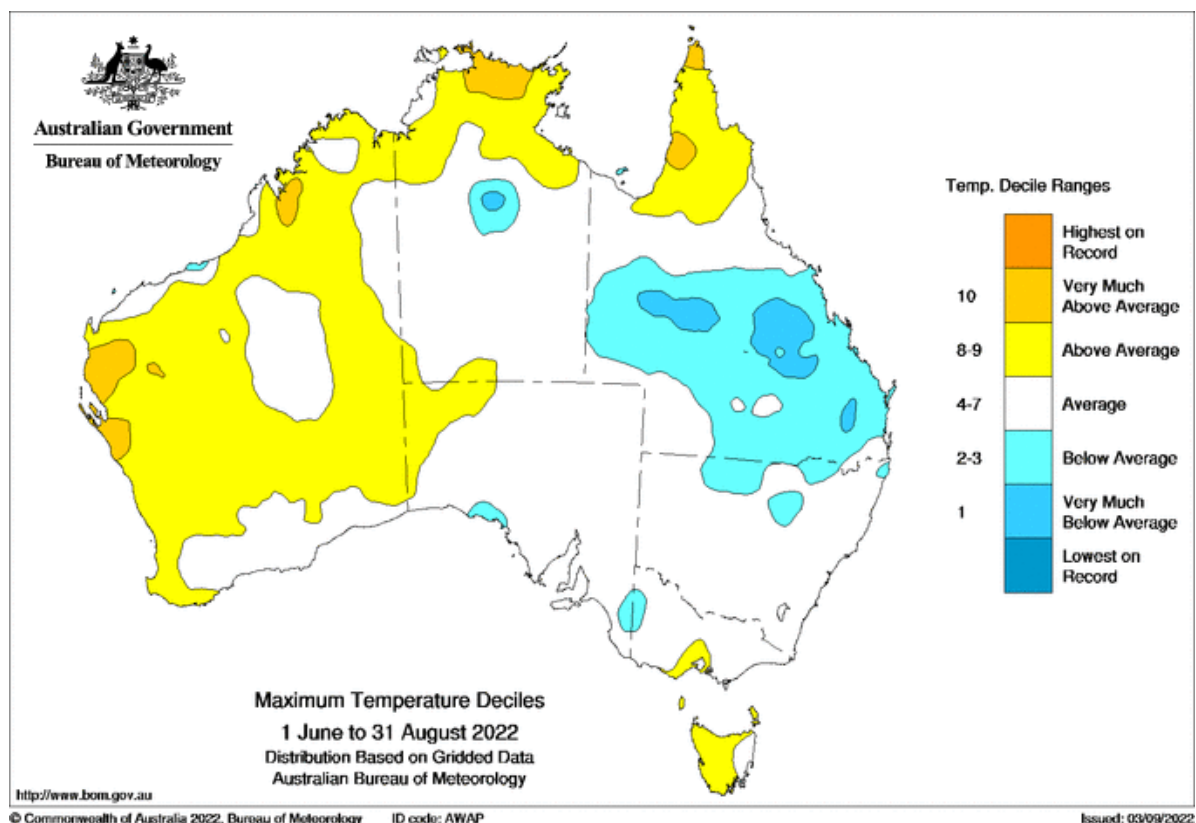 Australian Government
Bureau of Meteorology
Temp. Decile Ranges
Highest on
Record
10
Very Much
Above Average
8-9
Above Average
4-7
Average
2-3
Below Average
1
Very Much
Below Average
Lowest on
Record
Maximum Temperature Deciles
1 June to 31 August 2022
Distribution Based on Gridded Data
Australian Bureau of Meteorology
http://www.bom.gov.au
© Commonwealth of Australia 2022, Bureau of Meteorology ID code: AWAP Issued: 03/09/2022